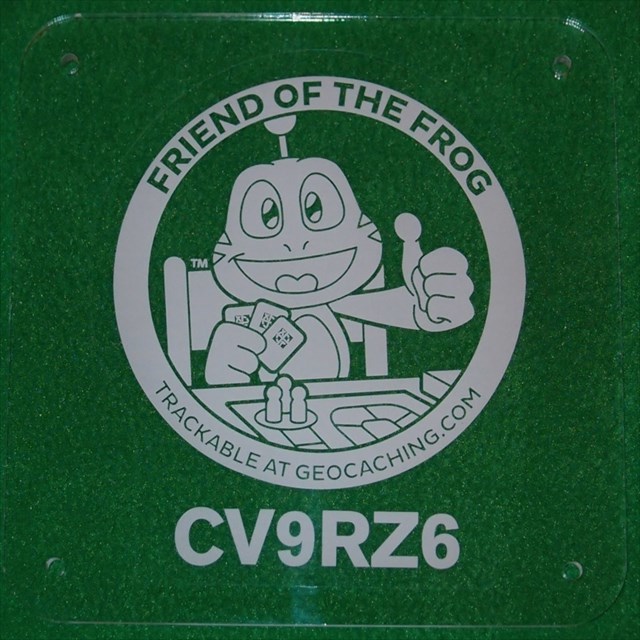 FRIEND OF THE FROG
TM
TRACKABLE AT GEOCACHING.COM
CV9RZ6